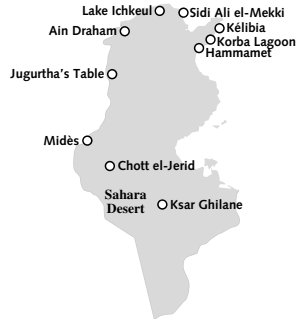 Lake Ichkeul
Sidi Ali el-Mekki
Ain Draham
Kélibia
Korba Lagoon
Hammamet
Jugurtha's Table
Midès
Chott el-Jerid
Sahara
Desert
Ksar Ghilane